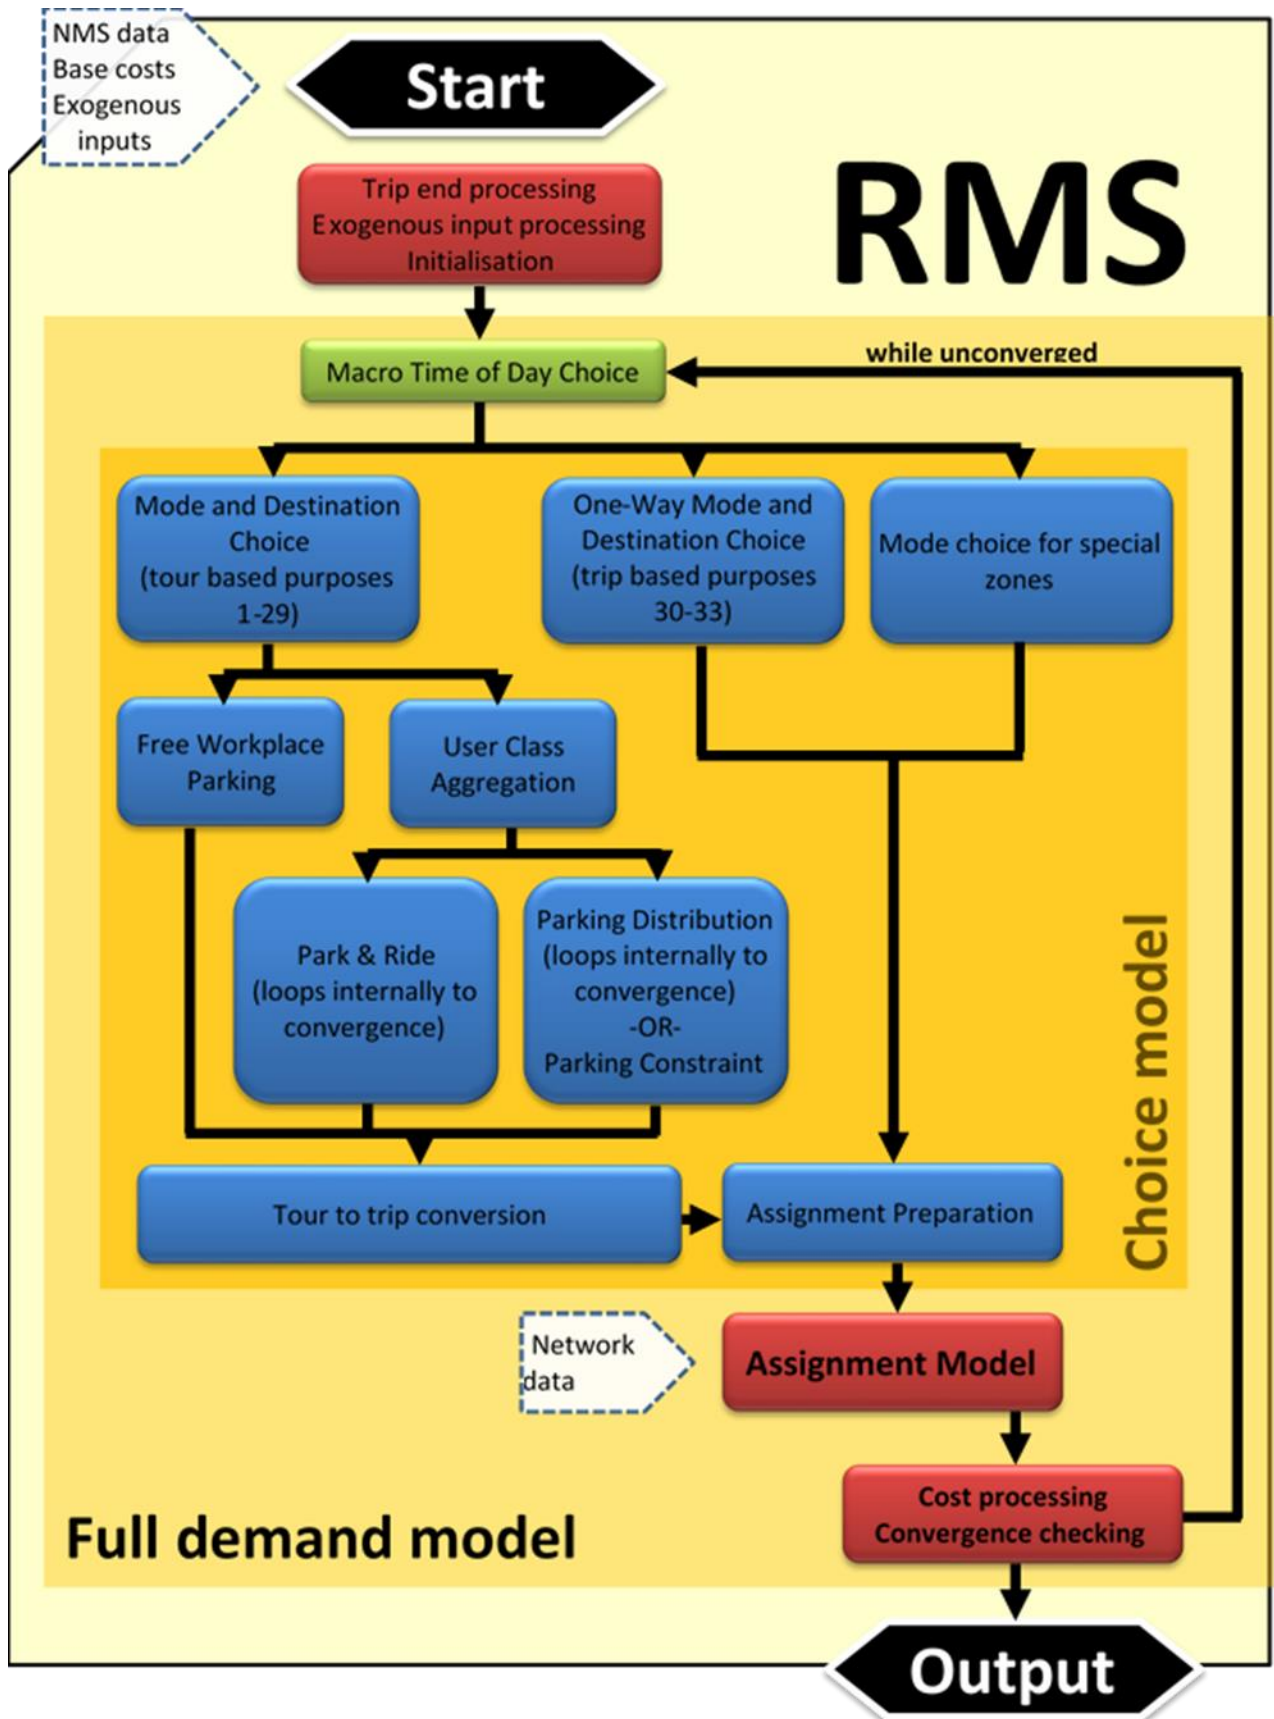 NMS data
Base costs
Exogenous
inputs
Start
RMS
Trip end processing
Exogenous input processing
Initialisation
while unconverged
Macro Time of Day Choice
Mode and Destination
Choice
(tour based purposes
1-29)
One-Way Mode and
Destination Choice
(trip based purposes
30-33)
Mode choice for special
zones
Free Workplace
Parking
User Class
Aggregation
Park & Ride
(loops internally to
convergence)
Parking Distribution
(loops internally to
convergence)
-OR-
Parking Constraint
Choice model
Tour to trip conversion
Assignment Preparation
Network
data
Assignment Model
Cost processing
Convergence checking
Full demand model
Output